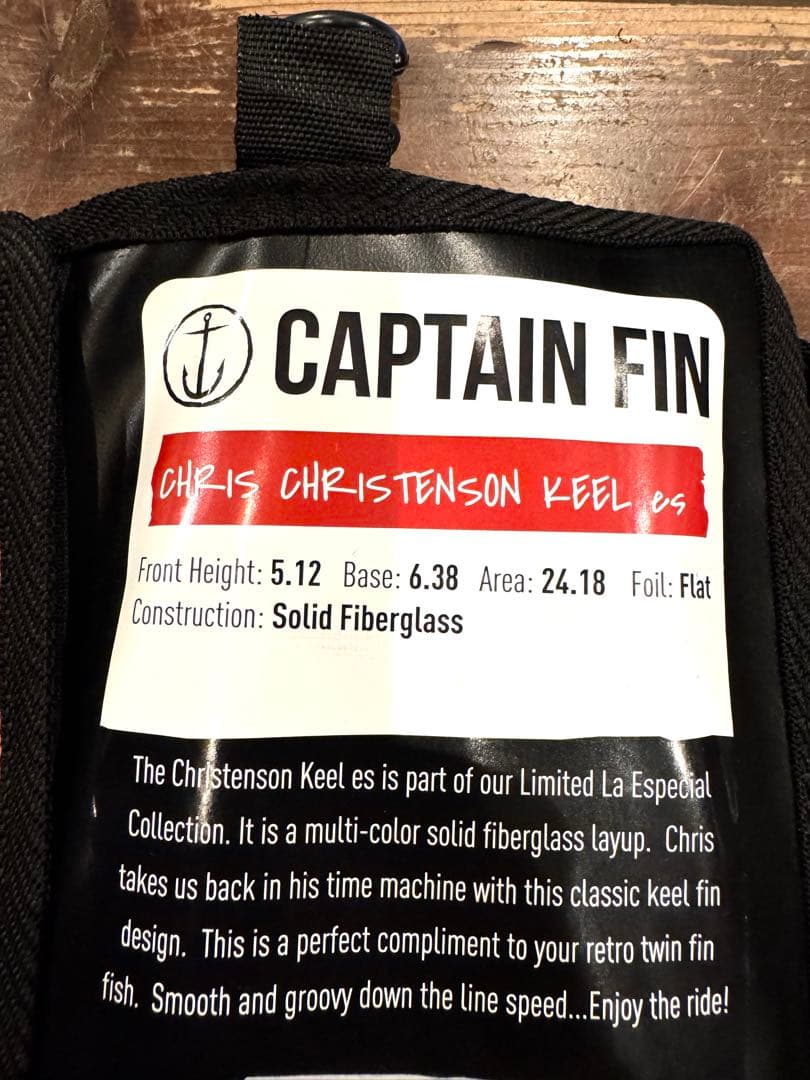 CAPTAIN FIN
CHRIS CHRISTENSON KEEL es
Front Height: 5.12 Base: 6.38 Area: 24.18 Foil: Flat
Construction: Solid Fiberglass
The Christenson Keel es is part of our Limited La Especial
Collection. It is a multi-color solid fiberglass layup. Chris
takes us back in his time machine with this classic keel fin
design. This is a perfect compliment to your retro twin fin
fish. Smooth and groovy down the line speed...Enjoy the ride!